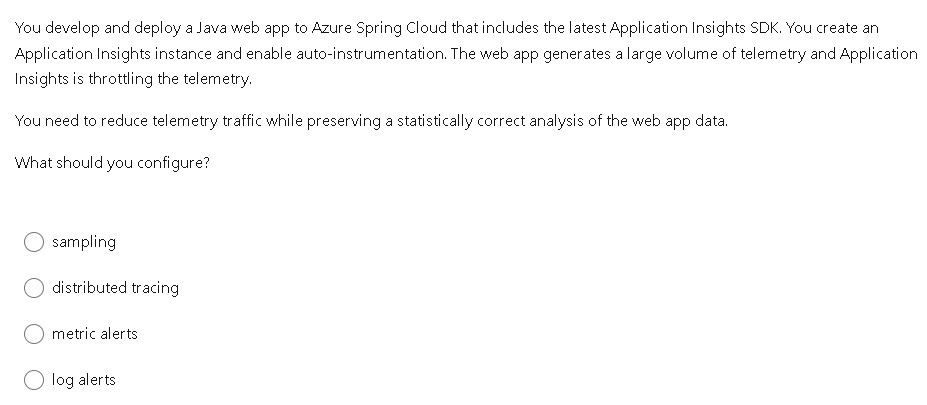 You develop and deploy a Java web app to Azure Spring Cloud that includes the latest Application Insights SDK. You create an
Application Insights instance and enable auto-instrumentation. The web app generates a large volume of telemetry and Application
Insights is throttling the telemetry.
You need to reduce telemetry traffic while preserving a statistically correct analysis of the web app data.
What should you configure?
sampling
distributed tracing
metric alerts
log alerts